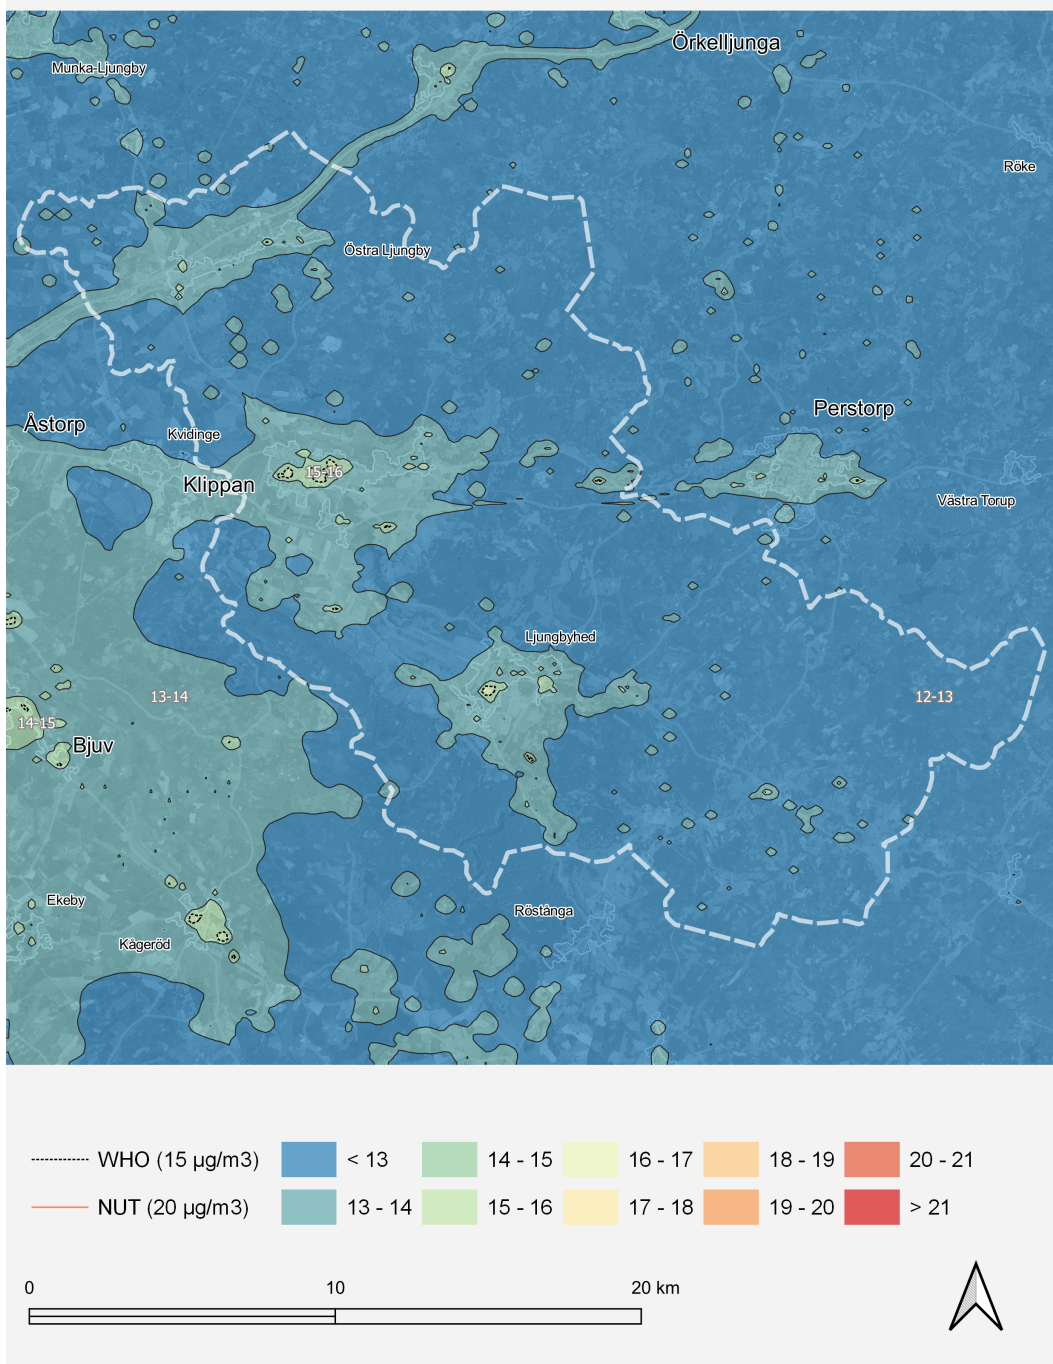 Örkelljunga
Munka-Ljungby
Röke
Östra Ljungby
Perstorp
Åstorp
Kvidinge
15-16
Klippan
Västra Torup
Ljungbyhed
13-14
12-13
14-15
Bjuv
Ekeby
Röstånga
Kågeröd
WHO (15 µg/m3) < 13 14 - 15 16 - 17 18 - 19 20 - 21
NUT (20 µg/m3) 13 - 14 15 - 16 17 - 18 19 - 20 > 21
0 10 20 km